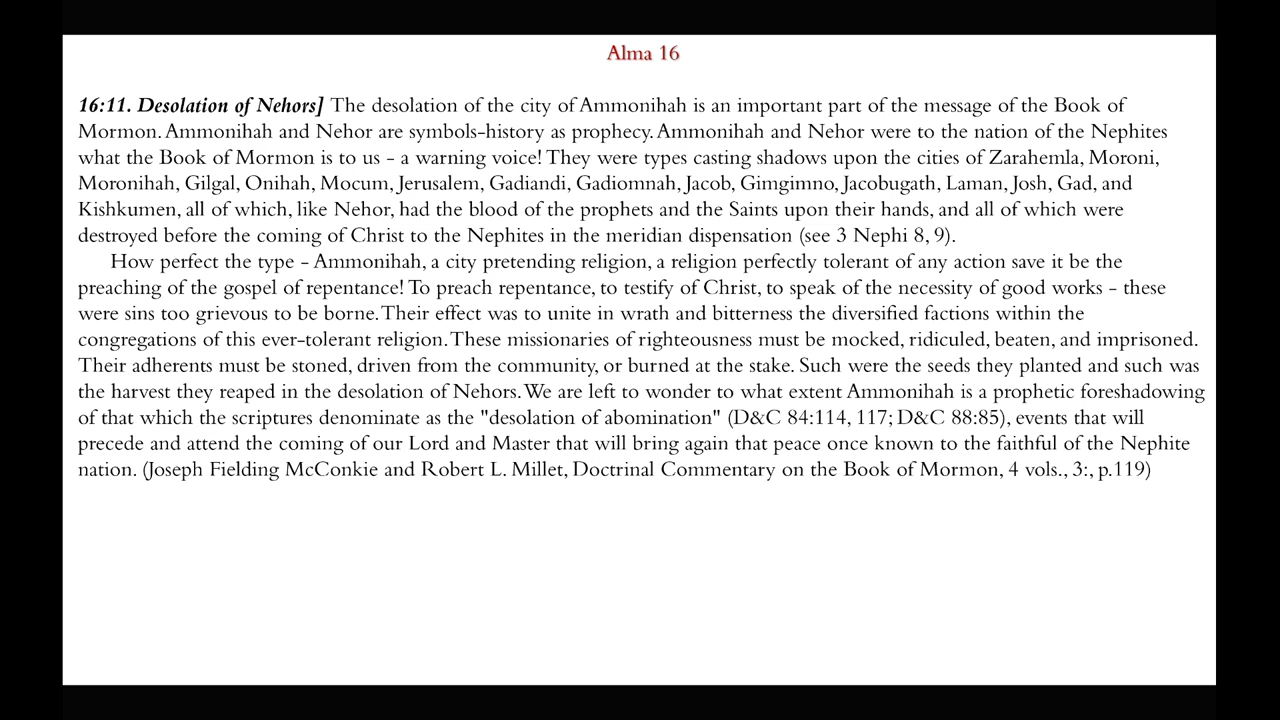 Alma 16
16:11. Desolation of Nehors] The desolation of the city of Ammonihah is an important part of the message of the Book of
Mormon. Ammonihah and Nehor are symbols-history as prophecy. Ammonihah and Nehor were to the nation of the Nephites
what the Book of Mormon is to us - a warning voice! They were types casting shadows upon the cities of Zarahemla, Moroni,
Moronihah, Gilgal, Onihah, Mocum, Jerusalem, Gadiandi, Gadiomnah, Jacob, Gimgimno, Jacobugath, Laman, Josh, Gad, and
Kishkumen, all of which, like Nehor, had the blood of the prophets and the Saints upon their hands, and all of which were
destroyed before the coming of Christ to the Nephites in the meridian dispensation (see 3 Nephi 8, 9).
How perfect the type - Ammonihah, a city pretending religion, a religion perfectly tolerant of any action save it be the
preaching of the gospel of repentance! To preach repentance, to testify of Christ, to speak of the necessity of good works - these
were sins too grievous to be borne. Their effect was to unite in wrath and bitterness the diversified factions within the
congregations of this ever-tolerant religion. These missionaries of righteousness must be mocked, ridiculed, beaten, and imprisoned.
Their adherents must be stoned, driven from the community, or burned at the stake. Such were the seeds they planted and such was
the harvest they reaped in the desolation of Nehors. We are left to wonder to what extent Ammonihah is a prophetic foreshadowing
of that which the scriptures denominate as the "desolation of abomination" (D&C 84:114, 117; D&C 88:85), events that will
precede and attend the coming of our Lord and Master that will bring again that peace once known to the faithful of the Nephite
nation. (Joseph Fielding McConkie and Robert L. Millet, Doctrinal Commentary on the Book of Mormon, 4 vols., 3:, p.119)